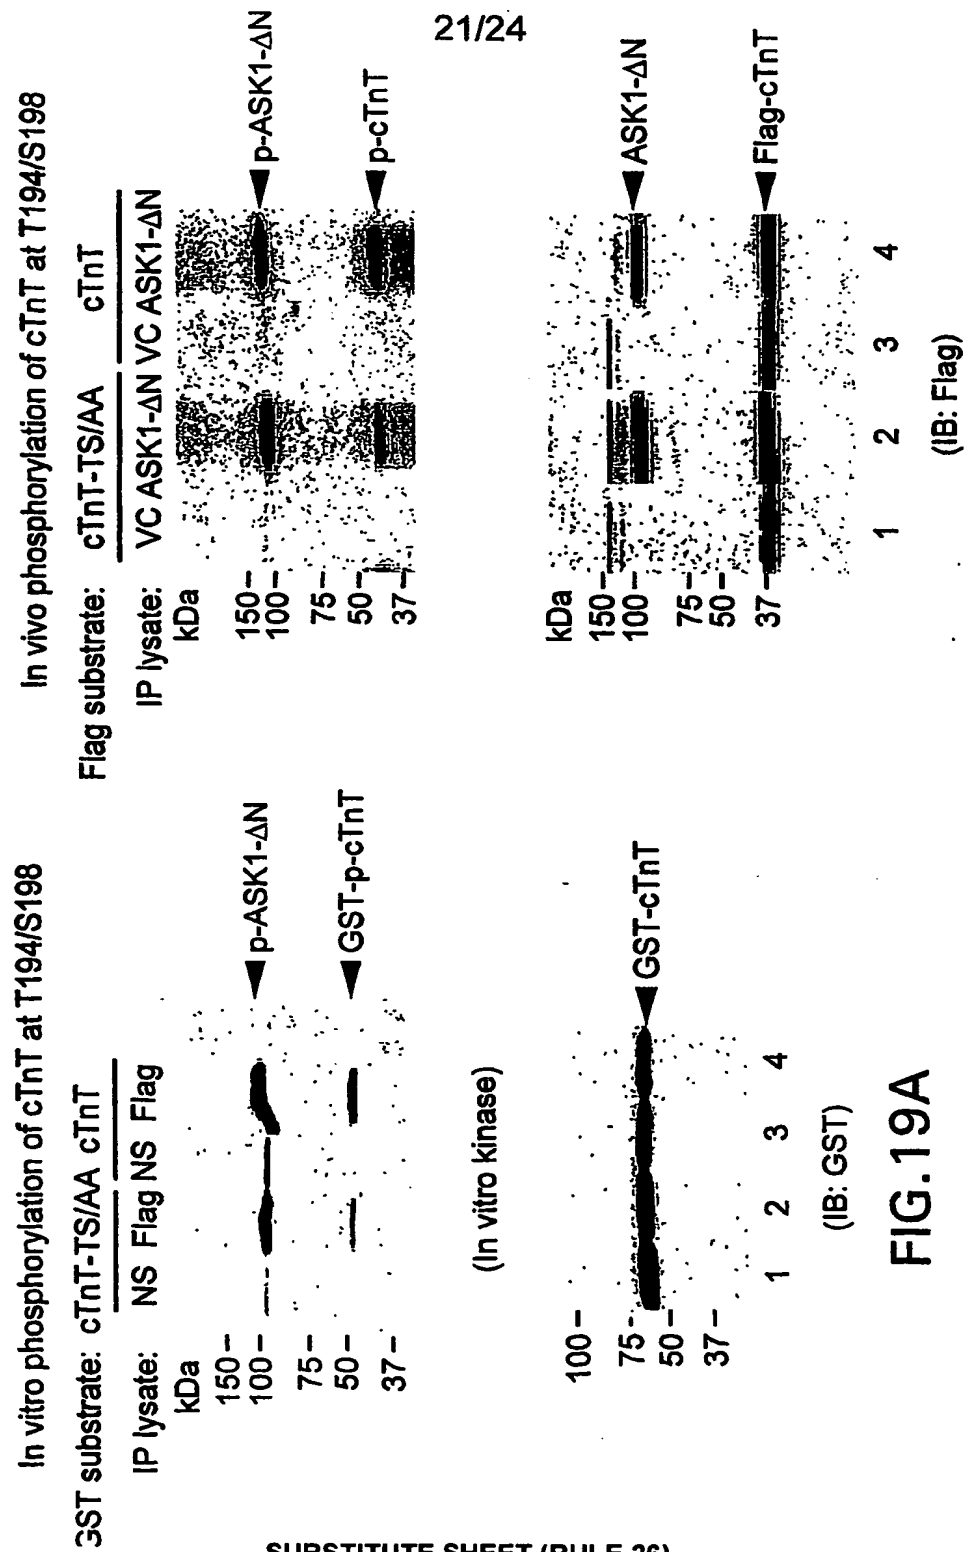 21/24
In vitro phosphorylation of cTnT at T194/S198
GST substrate: cTnT-TS/AA cTnT
IP lysate: NS Flag NS Flag
kDa
150
100
75
50
37
p-ASK1-ΔN
GST-p-cTnT
(In vitro kinase)
100
75
50
37
GST-cTnT
1 2 3 4
(IB: GST)
In vivo phosphorylation of cTnT at T194/S198
Flag substrate: cTnT-TS/AA cTnT
IP lysate: VC ASK1-ΔN VC ASK1-ΔN
kDa
150
100
75
50
37
p-ASK1-ΔN
p-cTnT
kDa
150
100
75
50
37
ASK1-ΔN
Flag-cTnT
1 2 3 4
(IB: Flag)
FIG.19A
SUBSTITUTE SHEET (RULE 26)